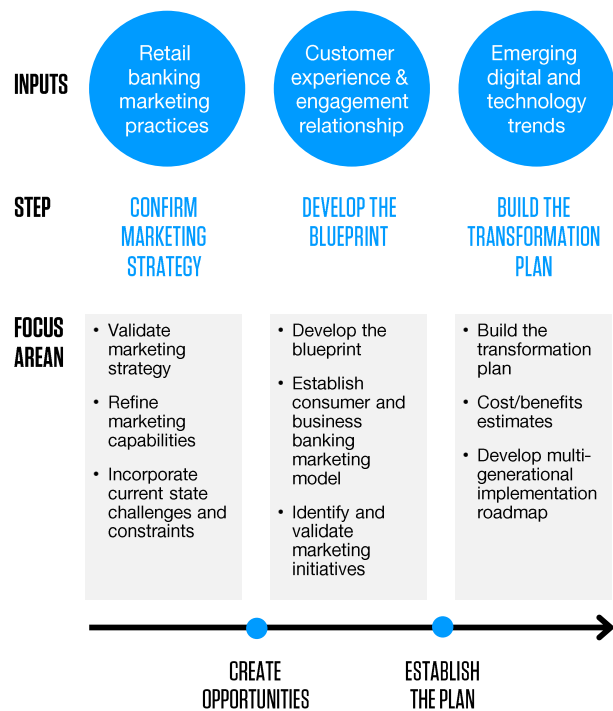 INPUTS
Retail
banking
marketing
practices
Customer
experience &
engagement
relationship
Emerging
digital and
technology
trends
STEP
CONFIRM
MARKETING
STRATEGY
DEVELOP THE
BLUEPRINT
BUILD THE
TRANSFORMATION
PLAN
FOCUS
AREAN
• Validate
marketing
strategy
• Refine
marketing
capabilities
• Incorporate
current state
challenges and
constraints
• Develop the
blueprint
• Establish
consumer and
business
banking
marketing
model
• Identify and
validate
marketing
initiatives
• Build the
transformation
plan
• Cost/benefits
estimates
• Develop multi-
generational
implementation
roadmap
CREATE
OPPORTUNITIES
ESTABLISH
THE PLAN